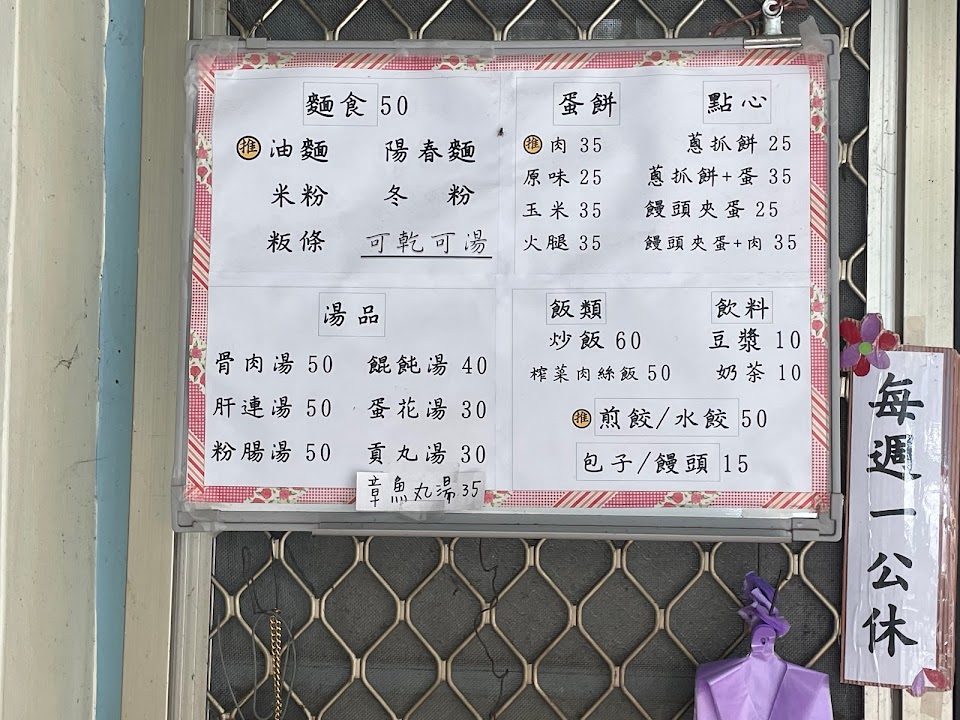 麵食 50
推 油麵 陽春麵
米粉 冬粉
粄條 可乾可湯
蛋餅
推 肉 35
原味 25
玉米 35
火腿 35
點心
蔥抓餅 25
蔥抓餅+蛋 35
饅頭夾蛋 25
饅頭夾蛋+肉 35
湯品
骨肉湯 50 餛飩湯 40
肝連湯 50 蛋花湯 30
粉腸湯 50 貢丸湯 30
章魚丸湯 35
飯類
炒飯 60
榨菜肉絲飯 50
飲料
豆漿 10
奶茶 10
推 煎餃/水餃 50
包子/饅頭 15
每週一公休